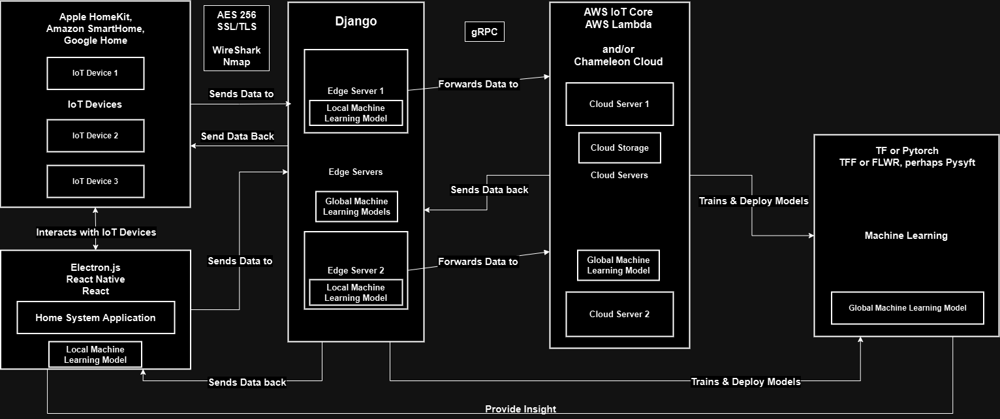 Apple HomeKit,
Amazon SmartHome,
Google Home
IoT Device 1
IoT Devices
IoT Device 2
IoT Device 3
Interacts with IoT Devices
Electron.js
React Native
React
Home System Application
Local Machine
Learning Model
AES 256
SSL/TLS
WireShark
Nmap
Sends Data to
Send Data Back
Sends Data to
Sends Data back
Django
Edge Server 1
Local Machine
Learning Model
Edge Servers
Global Machine
Learning Models
Edge Server 2
Local Machine
Learning Model
gRPC
Forwards Data to
Sends Data back
Forwards Data to
AWS IoT Core
AWS Lambda
and/or
Chameleon Cloud
Cloud Server 1
Cloud Storage
Cloud Servers
Global Machine
Learning Model
Cloud Server 2
Trains & Deploy Models
TF or Pytorch
TFF or FLWR, perhaps Pysyft
Machine Learning
Global Machine Learning Model
Trains & Deploy Models
Provide Insight